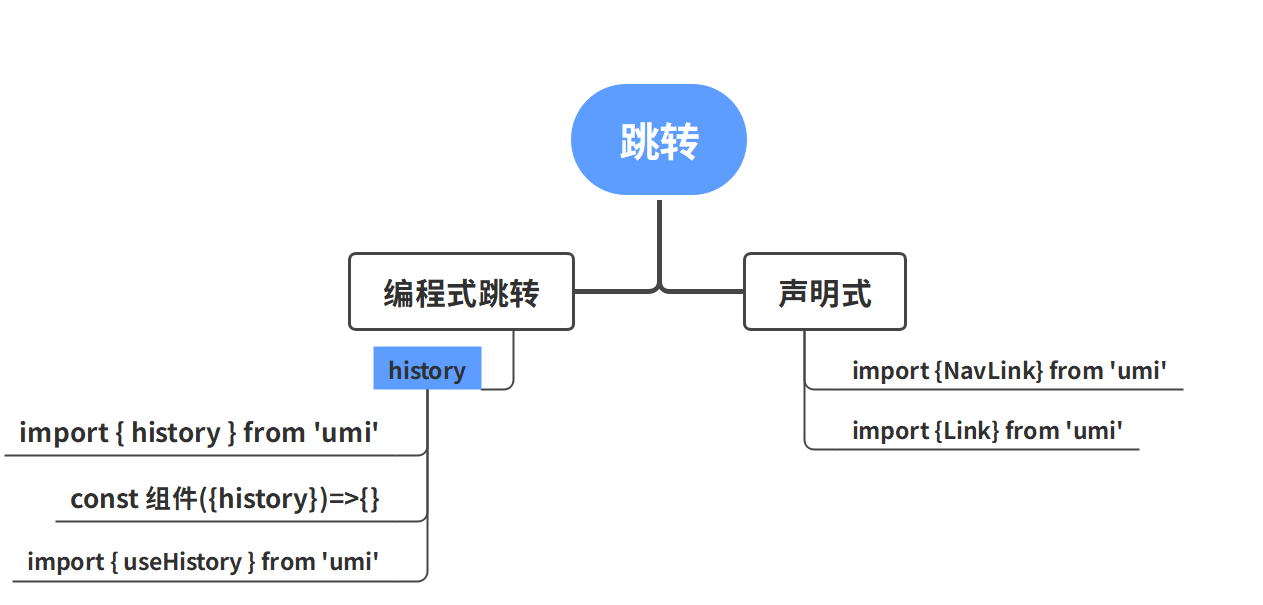 跳转
编程式跳转
history
import { history } from 'umi'
const 组件({history})=>{}
import { useHistory } from 'umi'
声明式
import {NavLink} from 'umi'
import {Link} from 'umi'